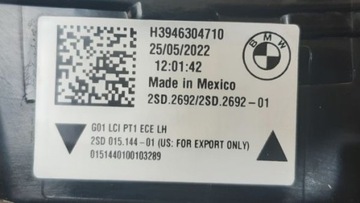 H3946304710
25/05/2022
12:01:42
Made in Mexico
2SD.2692/2SD.2692-01
G01 LCI PT1 ECE LH
2SD 015.144-01 (US: FOR EXPORT ONLY)
0151440100103289
BMW